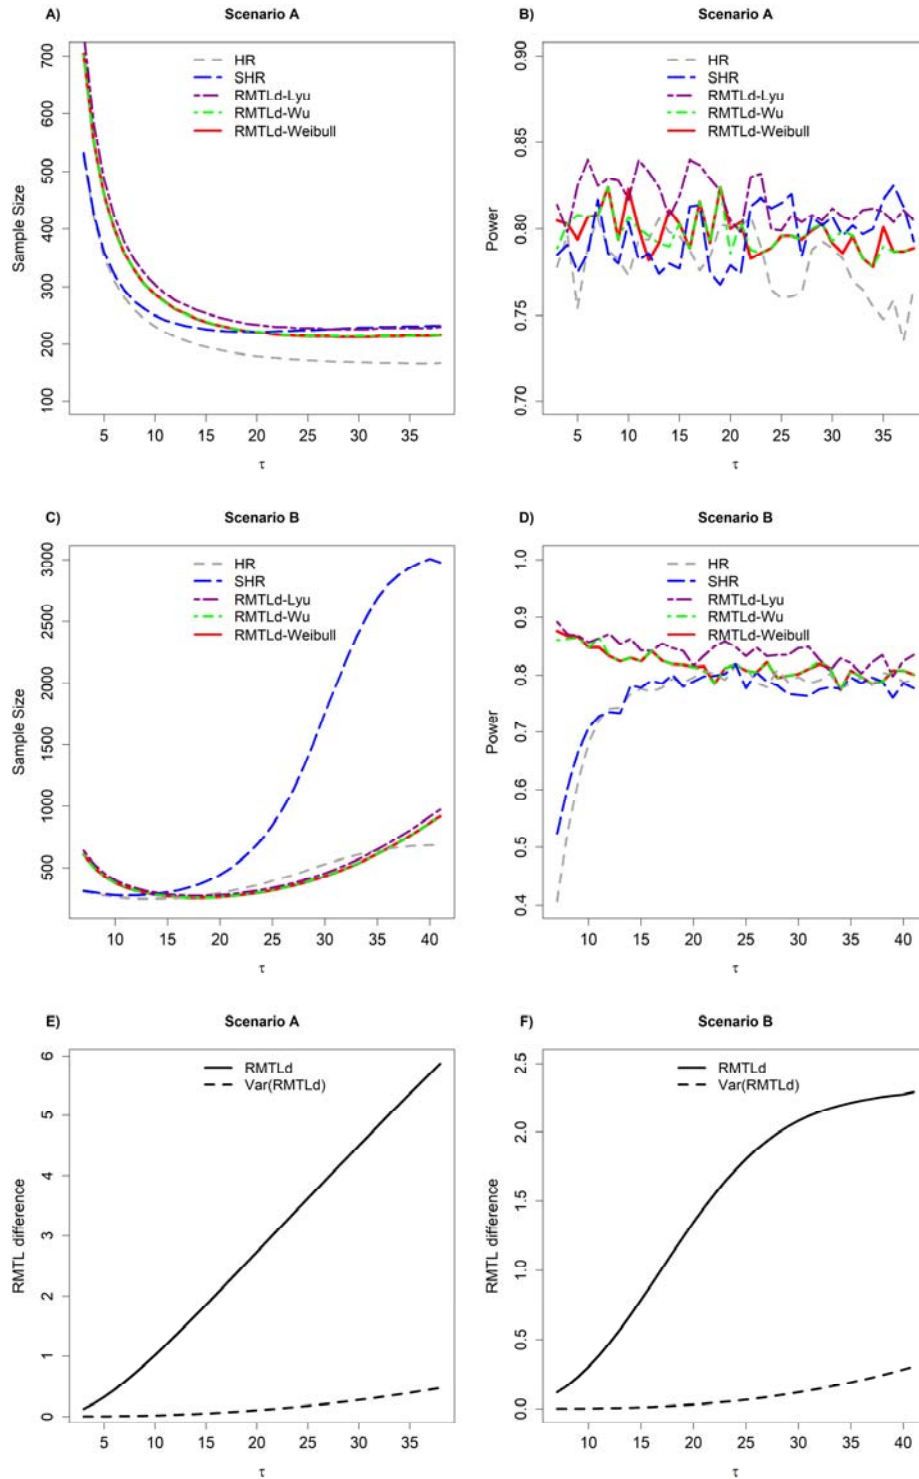 A) Scenario A
700
600
500
400
300
200
100
Sample Size
HR
SHR
RMTLd-Lyu
RMTLd-Wu
RMTLd-Weibull
5 10 15 20 25 30 35
τ
B) Scenario A
0.90
0.85
0.80
0.75
0.70
Power
HR
SHR
RMTLd-Lyu
RMTLd-Wu
RMTLd-Weibull
5 10 15 20 25 30 35
τ
C) Scenario B
3000
2500
2000
1500
1000
500
Sample Size
HR
SHR
RMTLd-Lyu
RMTLd-Wu
RMTLd-Weibull
10 15 20 25 30 35 40
τ
D) Scenario B
1.0
0.9
0.8
0.7
0.6
0.5
0.4
Power
HR
SHR
RMTLd-Lyu
RMTLd-Wu
RMTLd-Weibull
10 15 20 25 30 35 40
τ
E) Scenario A
6
5
4
3
2
1
0
RMTL difference
RMTLd
Var(RMTLd)
5 10 15 20 25 30 35
τ
F) Scenario B
2.5
2.0
1.5
1.0
0.5
0.0
RMTL difference
RMTLd
Var(RMTLd)
10 15 20 25 30 35 40
τ